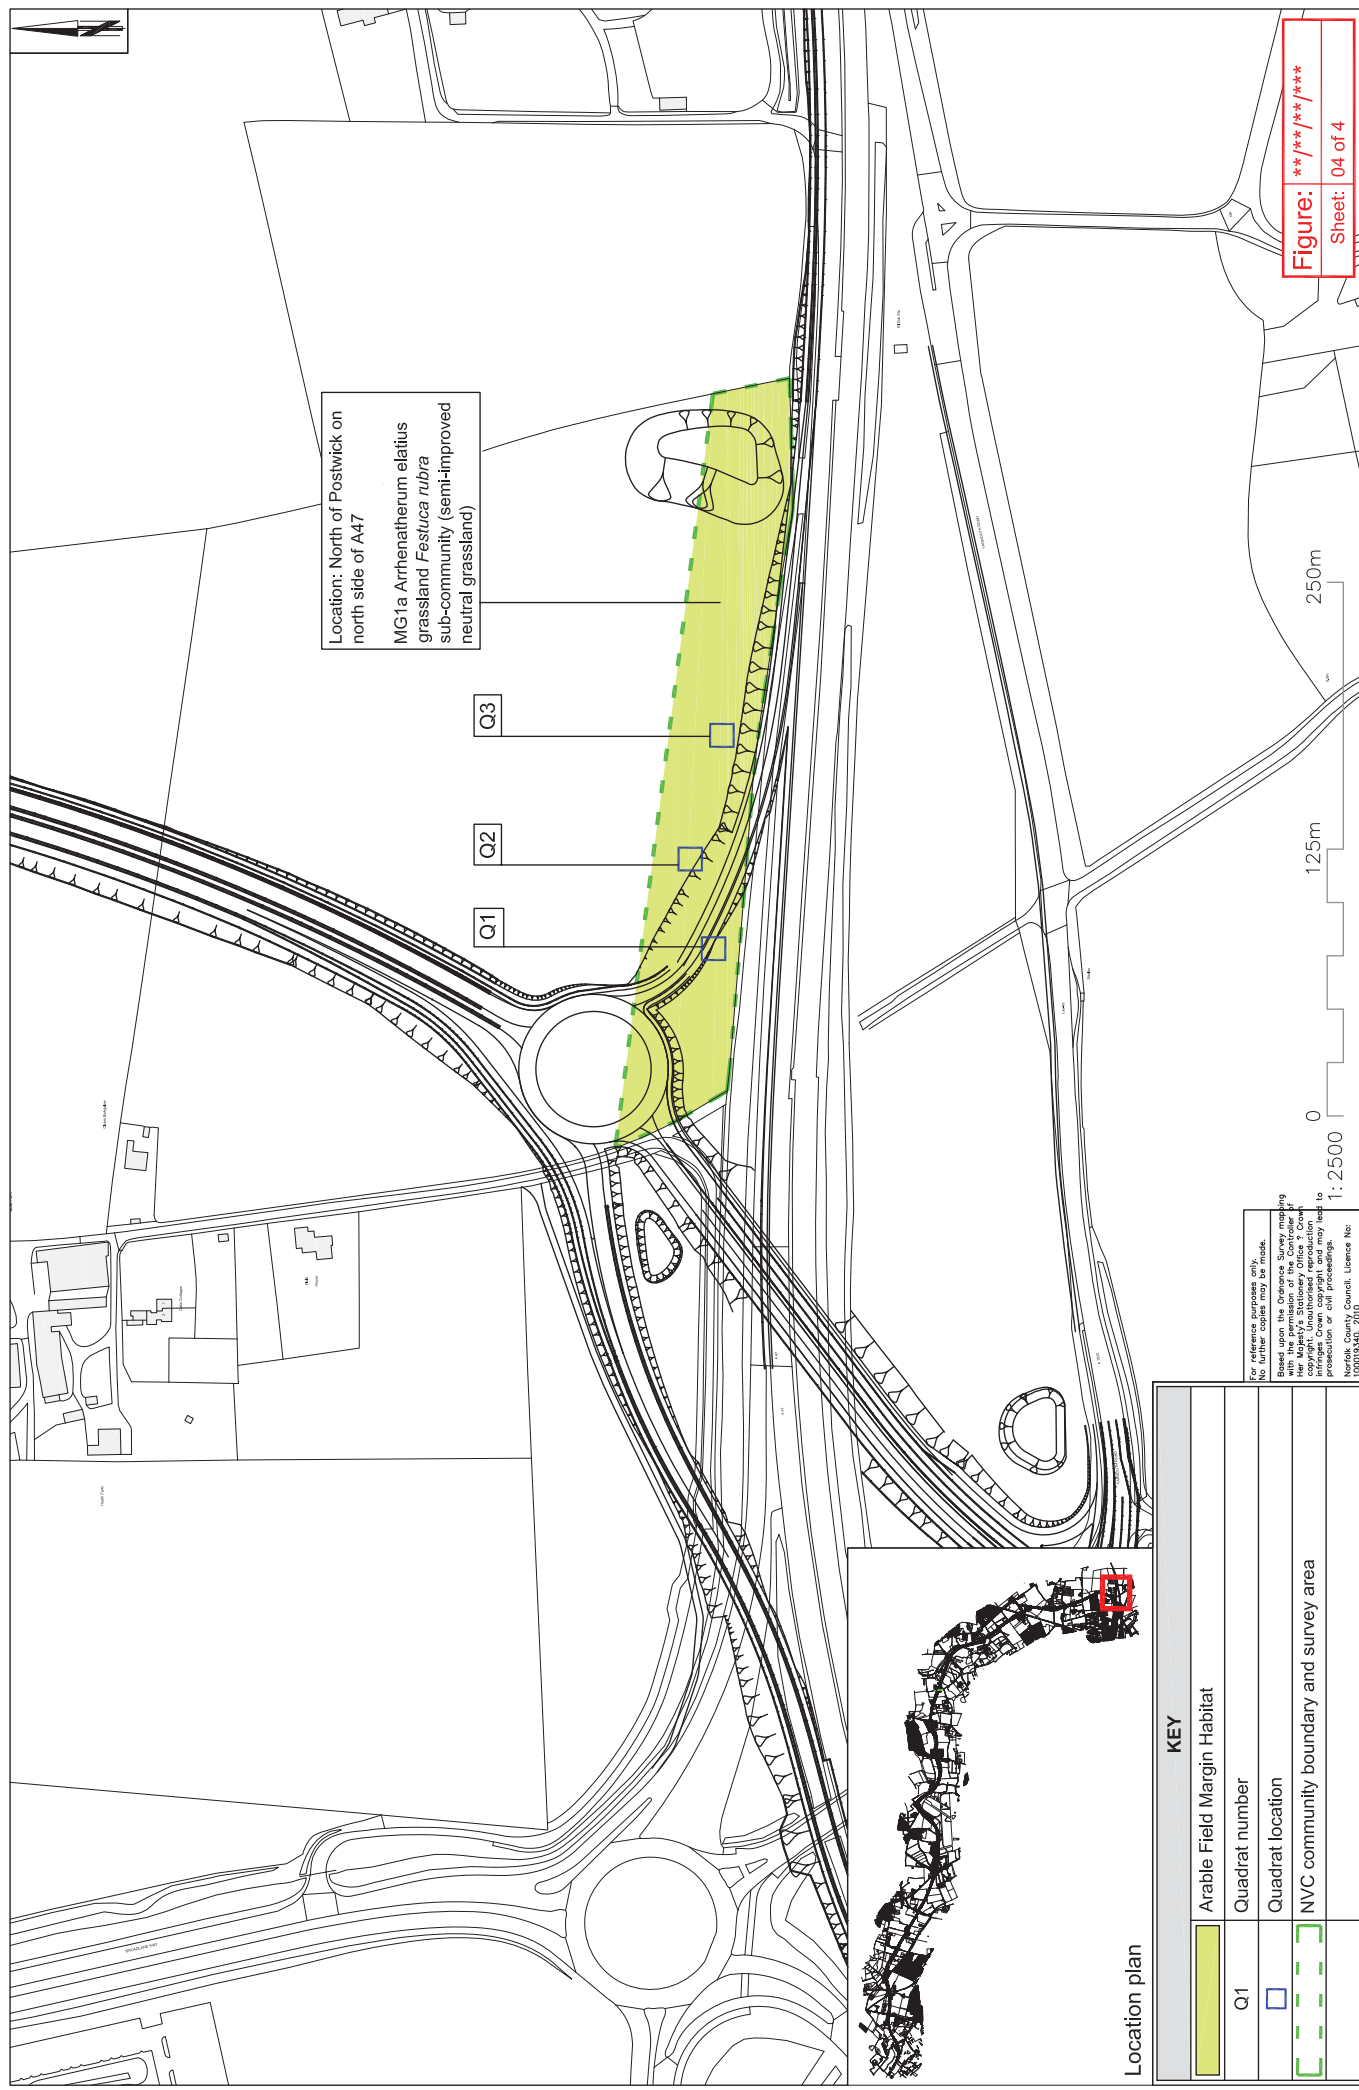 Location: North of Postwick on
north side of A47
MG1a Arrhenatherum elatius
grassland Festuca rubra
sub-community (semi-improved
neutral grassland)
Q1
Q2
Q3
Figure: **/**/**/***
Sheet: 04 of 4
0
125m
250m
1: 2500
For reference purposes only.
No further copies may be made.
Based upon the Ordnance Survey mapping
with the permission of the Controller of
Her Majesty's Stationery Office ? Crown
copyright. Unauthorised reproduction
infringes Crown copyright and may lead to
prosecution or civil proceedings.
Norfolk County Council. Licence No:
100019340. 2010
Location plan
KEY
Arable Field Margin Habitat
Q1
Quadrat number
Quadrat location
NVC community boundary and survey area